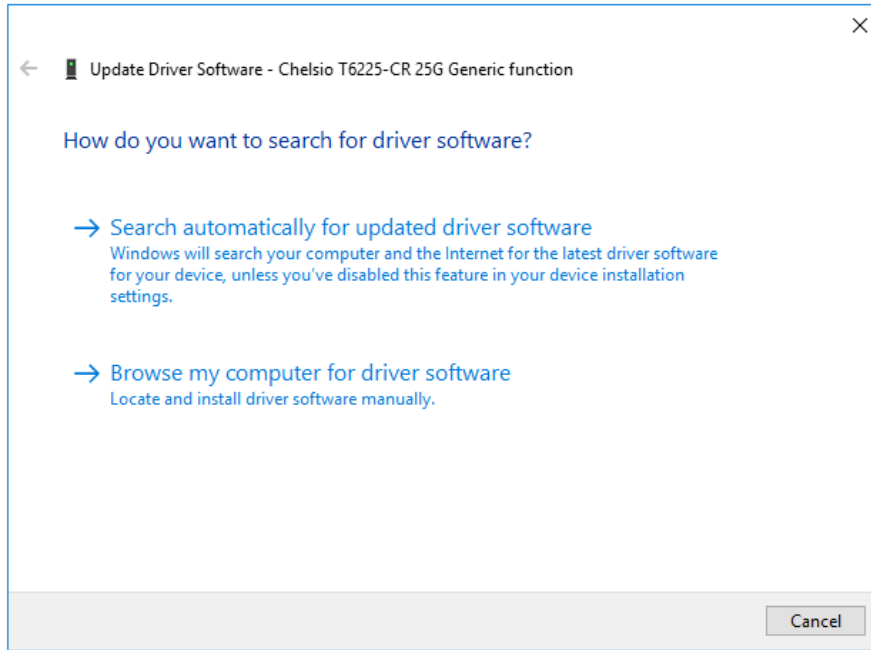 Update Driver Software - Chelsio T6225-CR 25G Generic function
How do you want to search for driver software?
Search automatically for updated driver software
Windows will search your computer and the Internet for the latest driver software
for your device, unless you've disabled this feature in your device installation
settings.
Browse my computer for driver software
Locate and install driver software manually.
Cancel